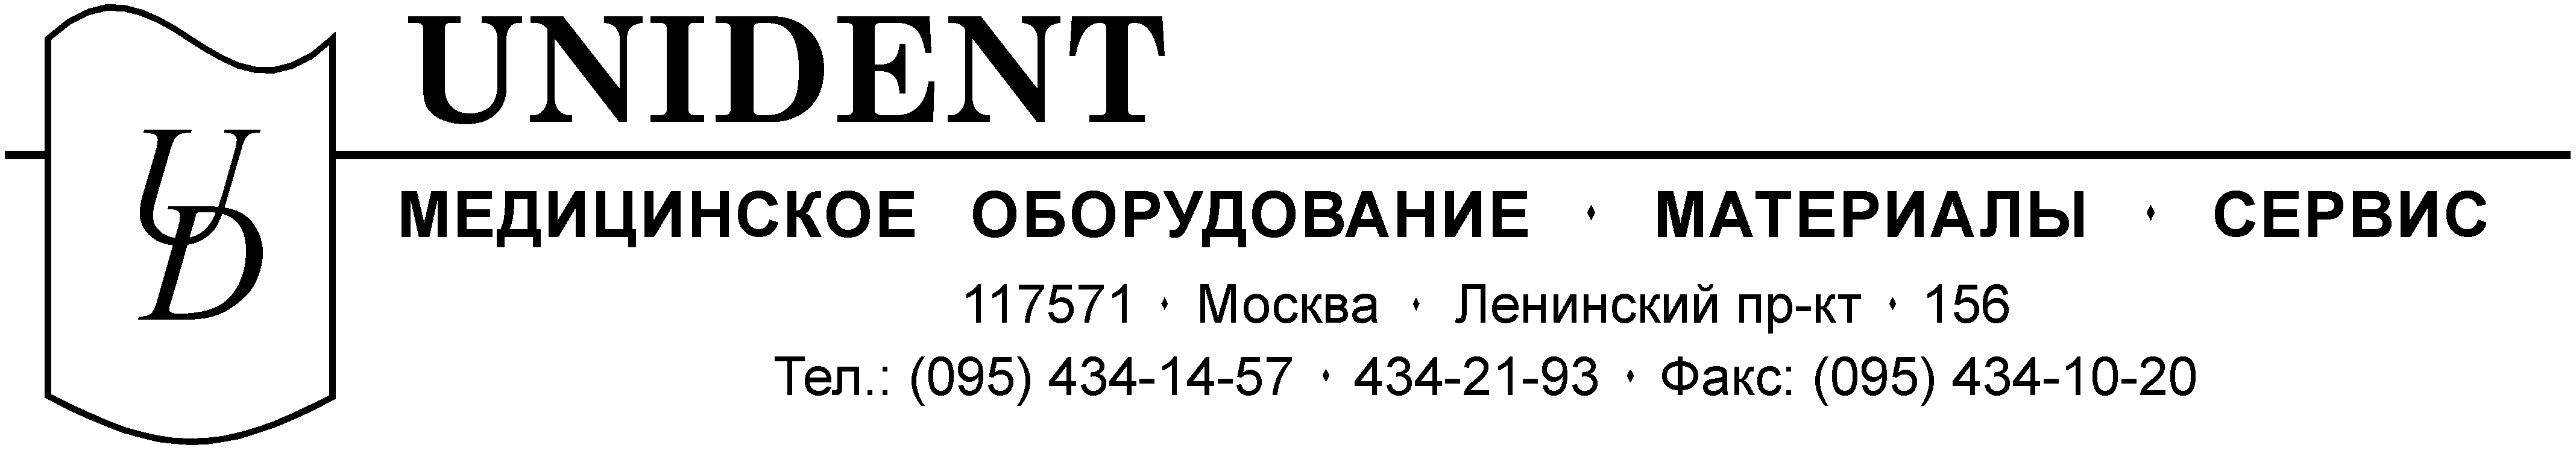 UNIDENT
UD
МЕДИЦИНСКОЕ ОБОРУДОВАНИЕ ♦ МАТЕРИАЛЫ ♦ СЕРВИС
117571 ♦ Москва ♦ Ленинский пр-кт ♦ 156
Тел.: (095) 434-14-57 ♦ 434-21-93 ♦ Факс: (095) 434-10-20